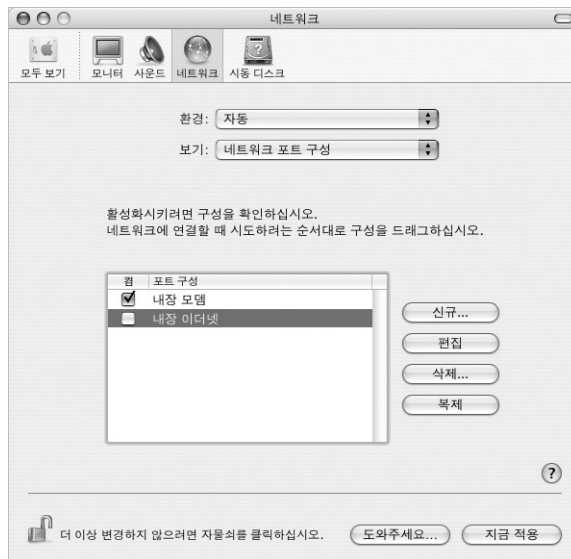 네트워크
모두 보기 모니터 사운드 네트워크 시동 디스크
환경: 자동
보기: 네트워크 포트 구성
활성화시키려면 구성을 확인하십시오.
네트워크에 연결할 때 시도하려는 순서대로 구성을 드래그하십시오.
켬 포트 구성
내장 모뎀
내장 이더넷
신규...
편집
삭제...
복제
?
더 이상 변경하지 않으려면 자물쇠를 클릭하십시오. 도와주세요... 지금 적용